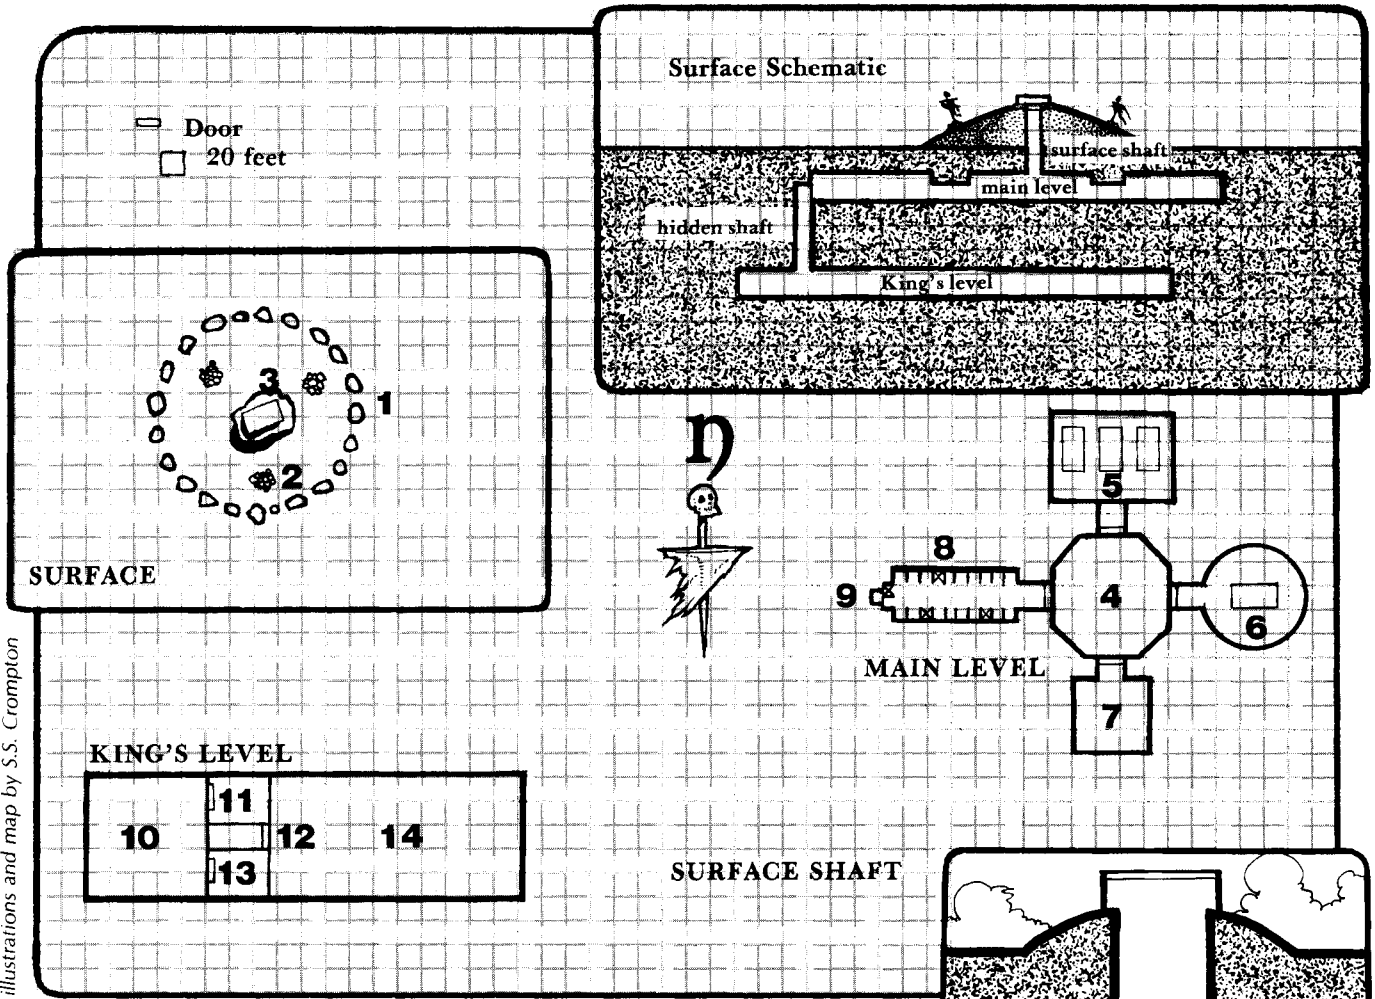 Surface Schematic
Door
20 feet
surface shaft
main level
hidden shaft
King's level
3
1
2
SURFACE
η
5
8
9
4
6
MAIN LEVEL
7
KING'S LEVEL
11
10
12
14
13
SURFACE SHAFT
illustrations and map by S.S. Crompton